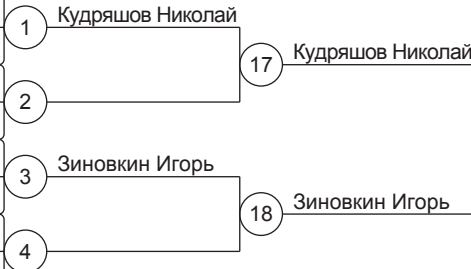 1 Кудряшов Николай
17 Кудряшов Николай
2
3 Зиновкин Игорь
18 Зиновкин Игорь
4